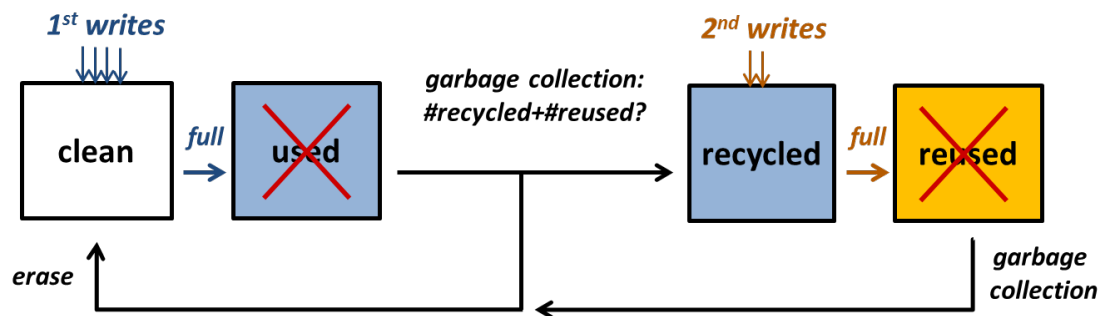 1st writes
2nd writes
garbage collection:
#recycled+#reused?
clean
full
used
recycled
full
reused
erase
garbage
collection